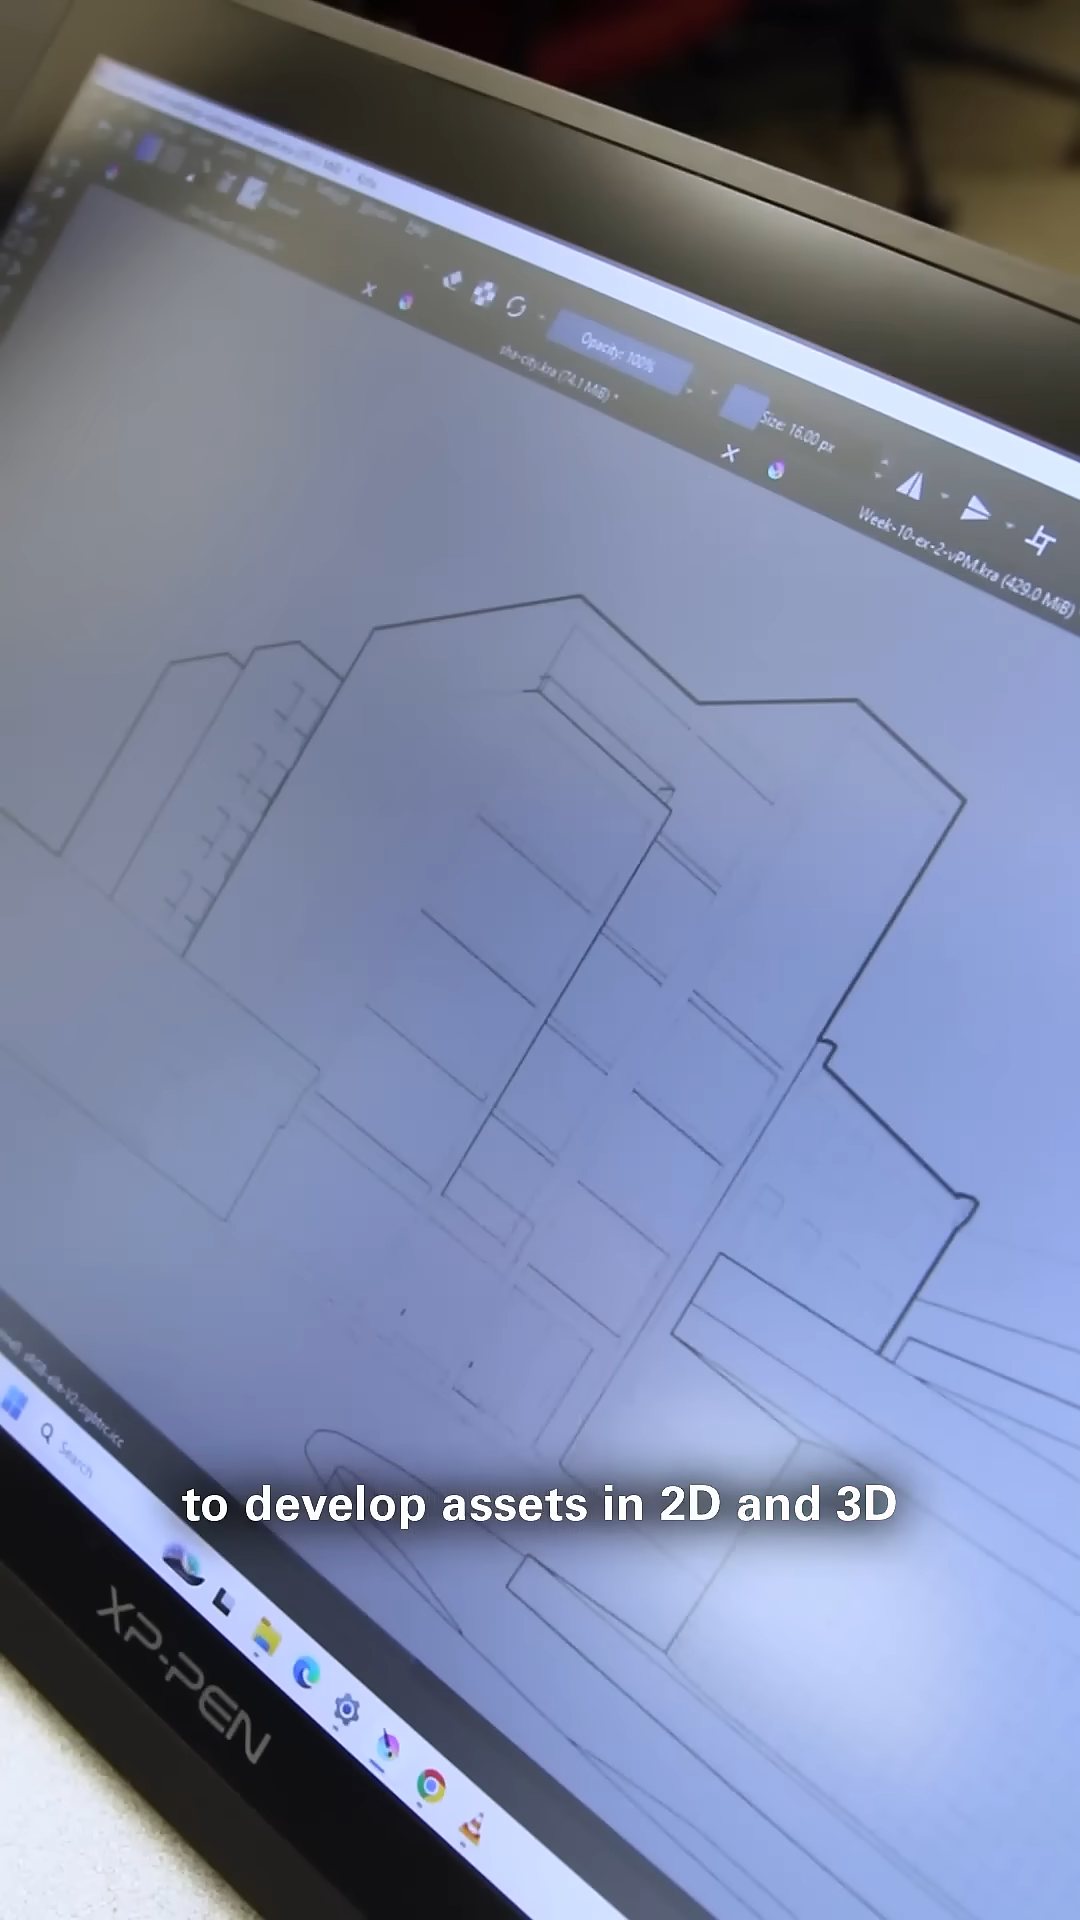 Opacity: 100%
sha-city.kra (74.1 MiB) *
Size: 16.00 px
Week-10-ex-2-vPM.kra (429.0 MiB)
Search
to develop assets in 2D and 3D
XP-PEN